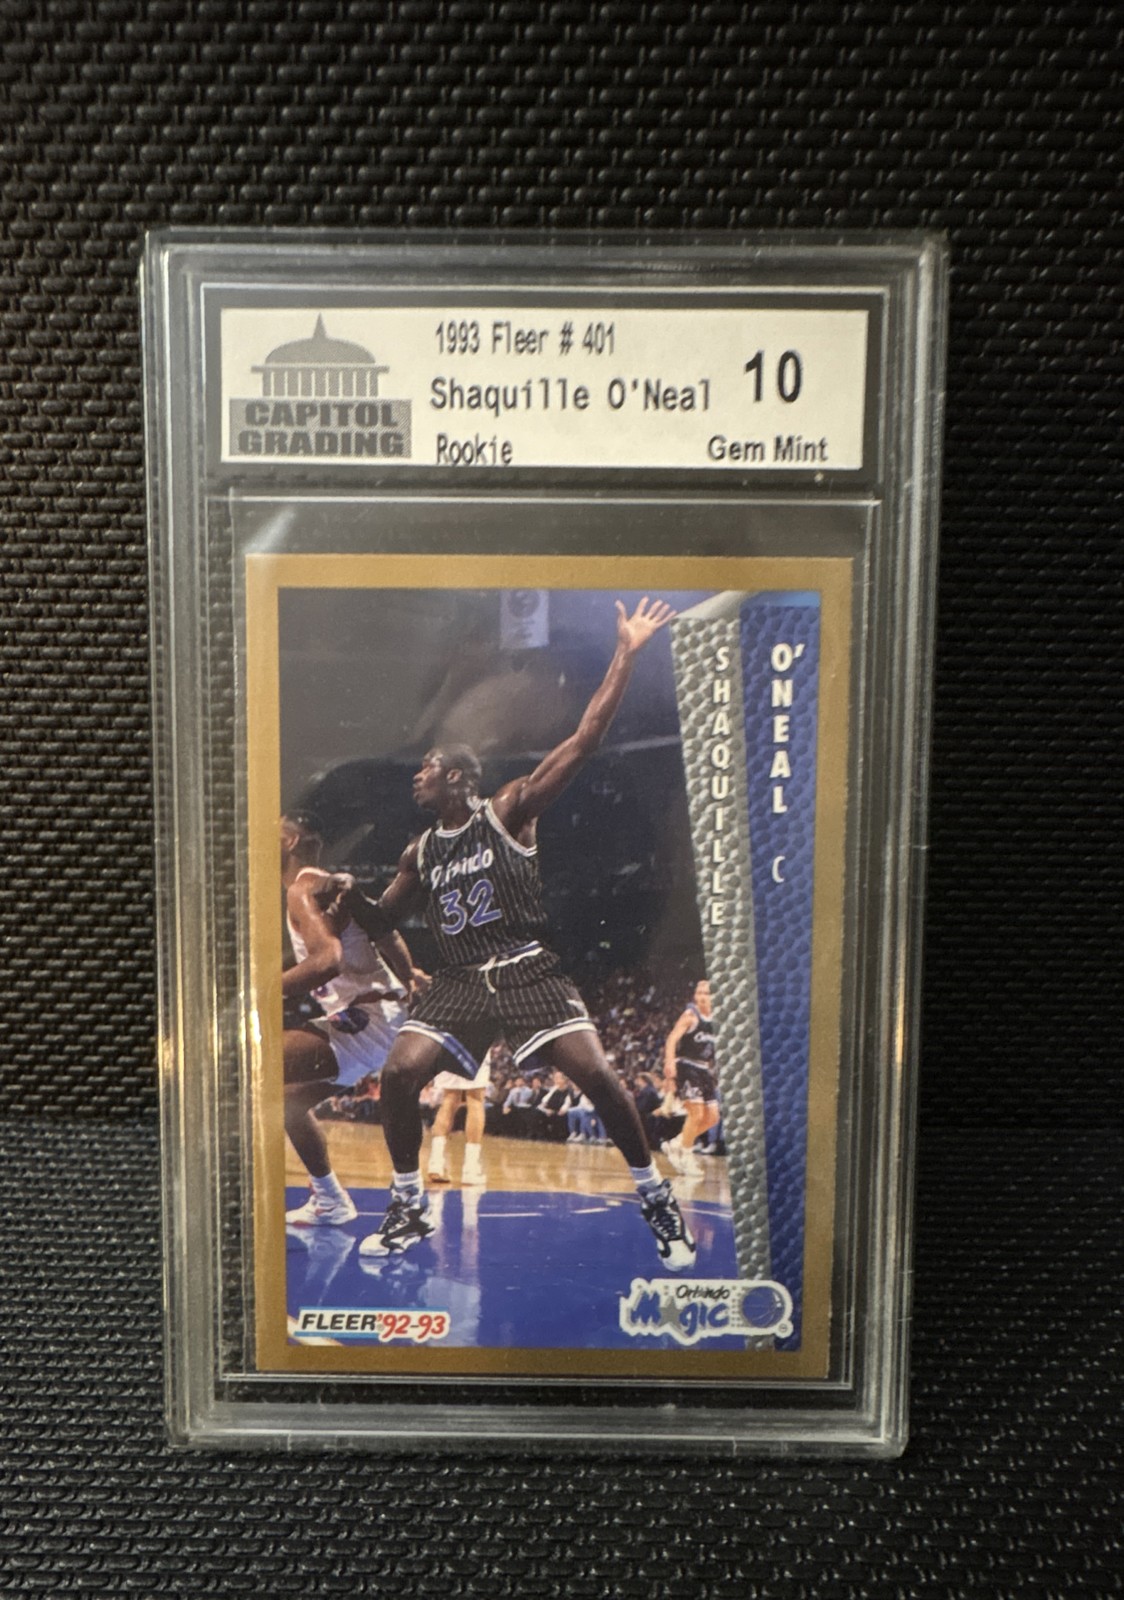 1993 Fleer # 401
CAPITOL
GRADING
Shaquille O'Neal
10
Rookie
Gem Mint
SHAQUILLE
O'NEAL C
Orlando
32
FLEER '92-93
Orlando
Magic